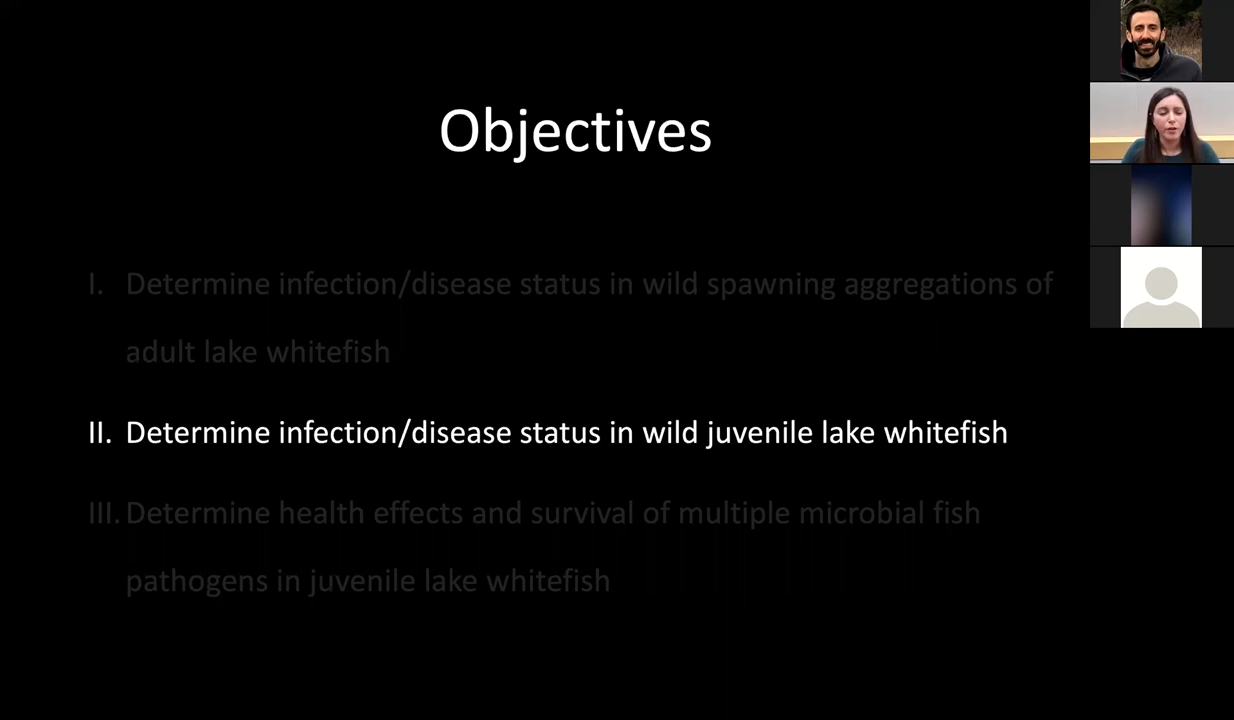 Objectives
I. Determine infection/disease status in wild spawning aggregations of
adult lake whitefish
II. Determine infection/disease status in wild juvenile lake whitefish
III. Determine health effects and survival of multiple microbial fish
pathogens in juvenile lake whitefish